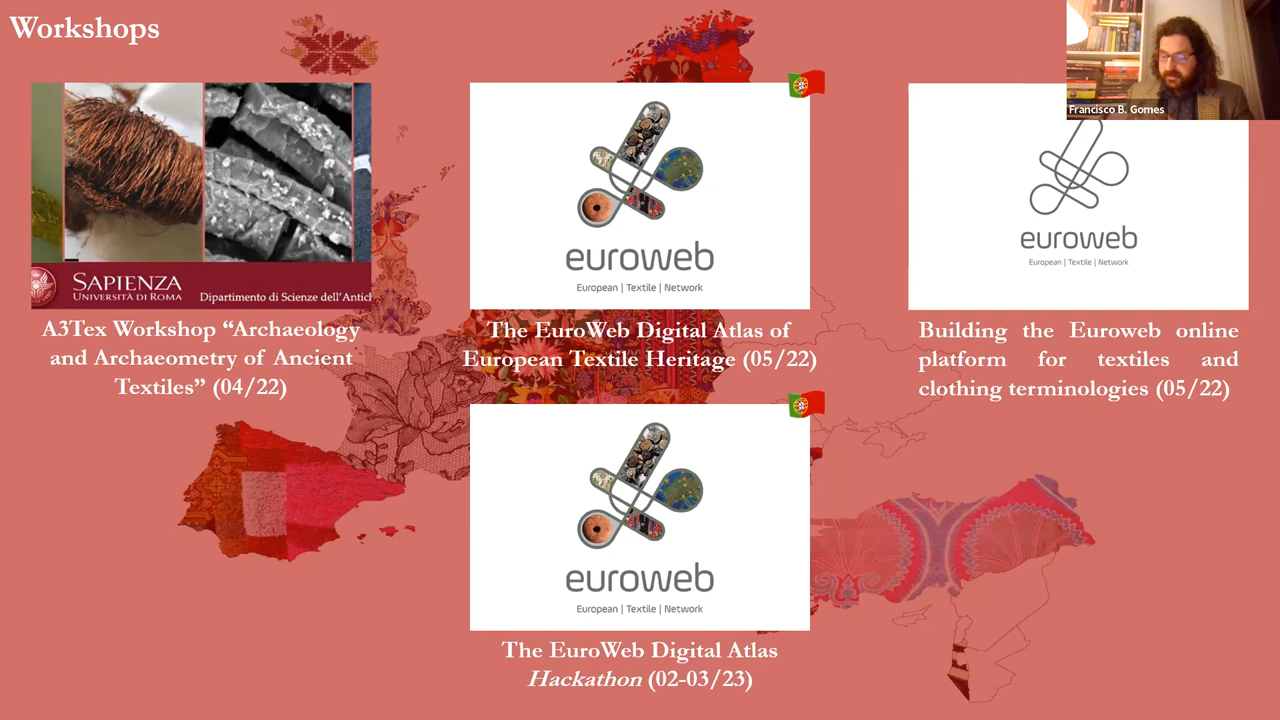 Workshops
Francisco B. Gomes
SAPIENZA
UNIVERSITÀ DI ROMA
Dipartimento di Scienze dell'Antich
A3Tex Workshop “Archaeology
and Archaeometry of Ancient
Textiles” (04/22)
euroweb
European | Textile | Network
The EuroWeb Digital Atlas of
European Textile Heritage (05/22)
euroweb
European | Textile | Network
Building the Euroweb online
platform for textiles and
clothing terminologies (05/22)
euroweb
European | Textile | Network
The EuroWeb Digital Atlas
Hackathon (02-03/23)